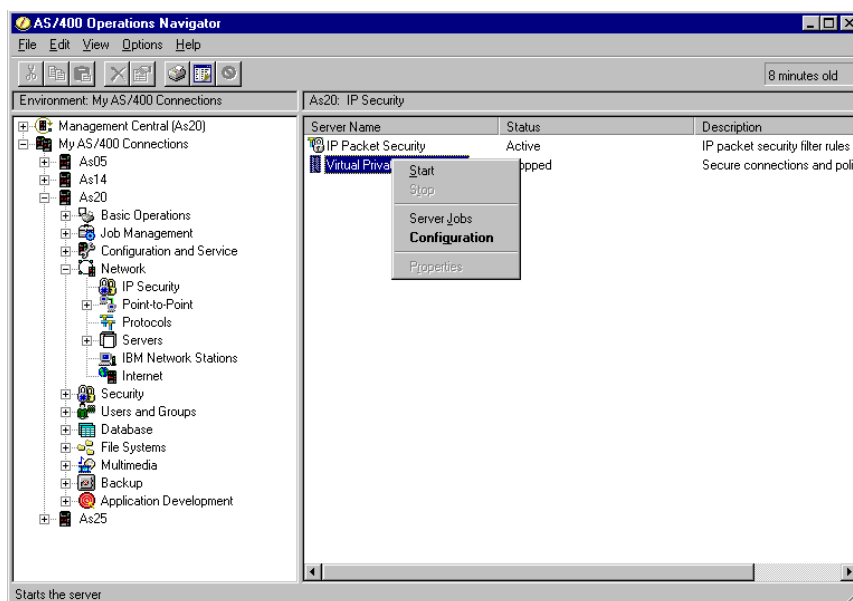 AS/400 Operations Navigator
File Edit View Options Help
8 minutes old
Environment: My AS/400 Connections
As20: IP Security
Management Central (As20)
My AS/400 Connections
As05
As14
As20
Basic Operations
Job Management
Configuration and Service
Network
IP Security
Point-to-Point
Protocols
Servers
IBM Network Stations
Internet
Security
Users and Groups
Database
File Systems
Multimedia
Backup
Application Development
As25
Server Name Status Description
IP Packet Security Active IP packet security filter rules
Virtual Priva opped Secure connections and poli
Start
Stop
Server Jobs
Configuration
Properties
Starts the server